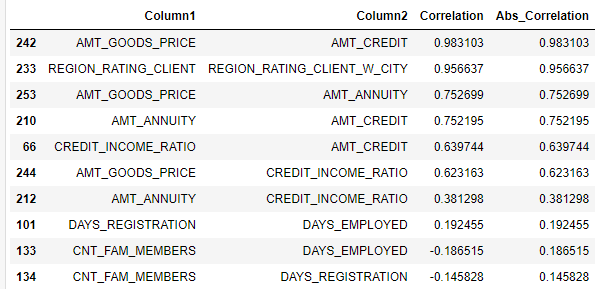 Column1 Column2 Correlation Abs_Correlation
242 AMT_GOODS_PRICE AMT_CREDIT 0.983103 0.983103
233 REGION_RATING_CLIENT REGION_RATING_CLIENT_W_CITY 0.956637 0.956637
253 AMT_GOODS_PRICE AMT_ANNUITY 0.752699 0.752699
210 AMT_ANNUITY AMT_CREDIT 0.752195 0.752195
66 CREDIT_INCOME_RATIO AMT_CREDIT 0.639744 0.639744
244 AMT_GOODS_PRICE CREDIT_INCOME_RATIO 0.623163 0.623163
212 AMT_ANNUITY CREDIT_INCOME_RATIO 0.381298 0.381298
101 DAYS_REGISTRATION DAYS_EMPLOYED 0.192455 0.192455
133 CNT_FAM_MEMBERS DAYS_EMPLOYED -0.186515 0.186515
134 CNT_FAM_MEMBERS DAYS_REGISTRATION -0.145828 0.145828